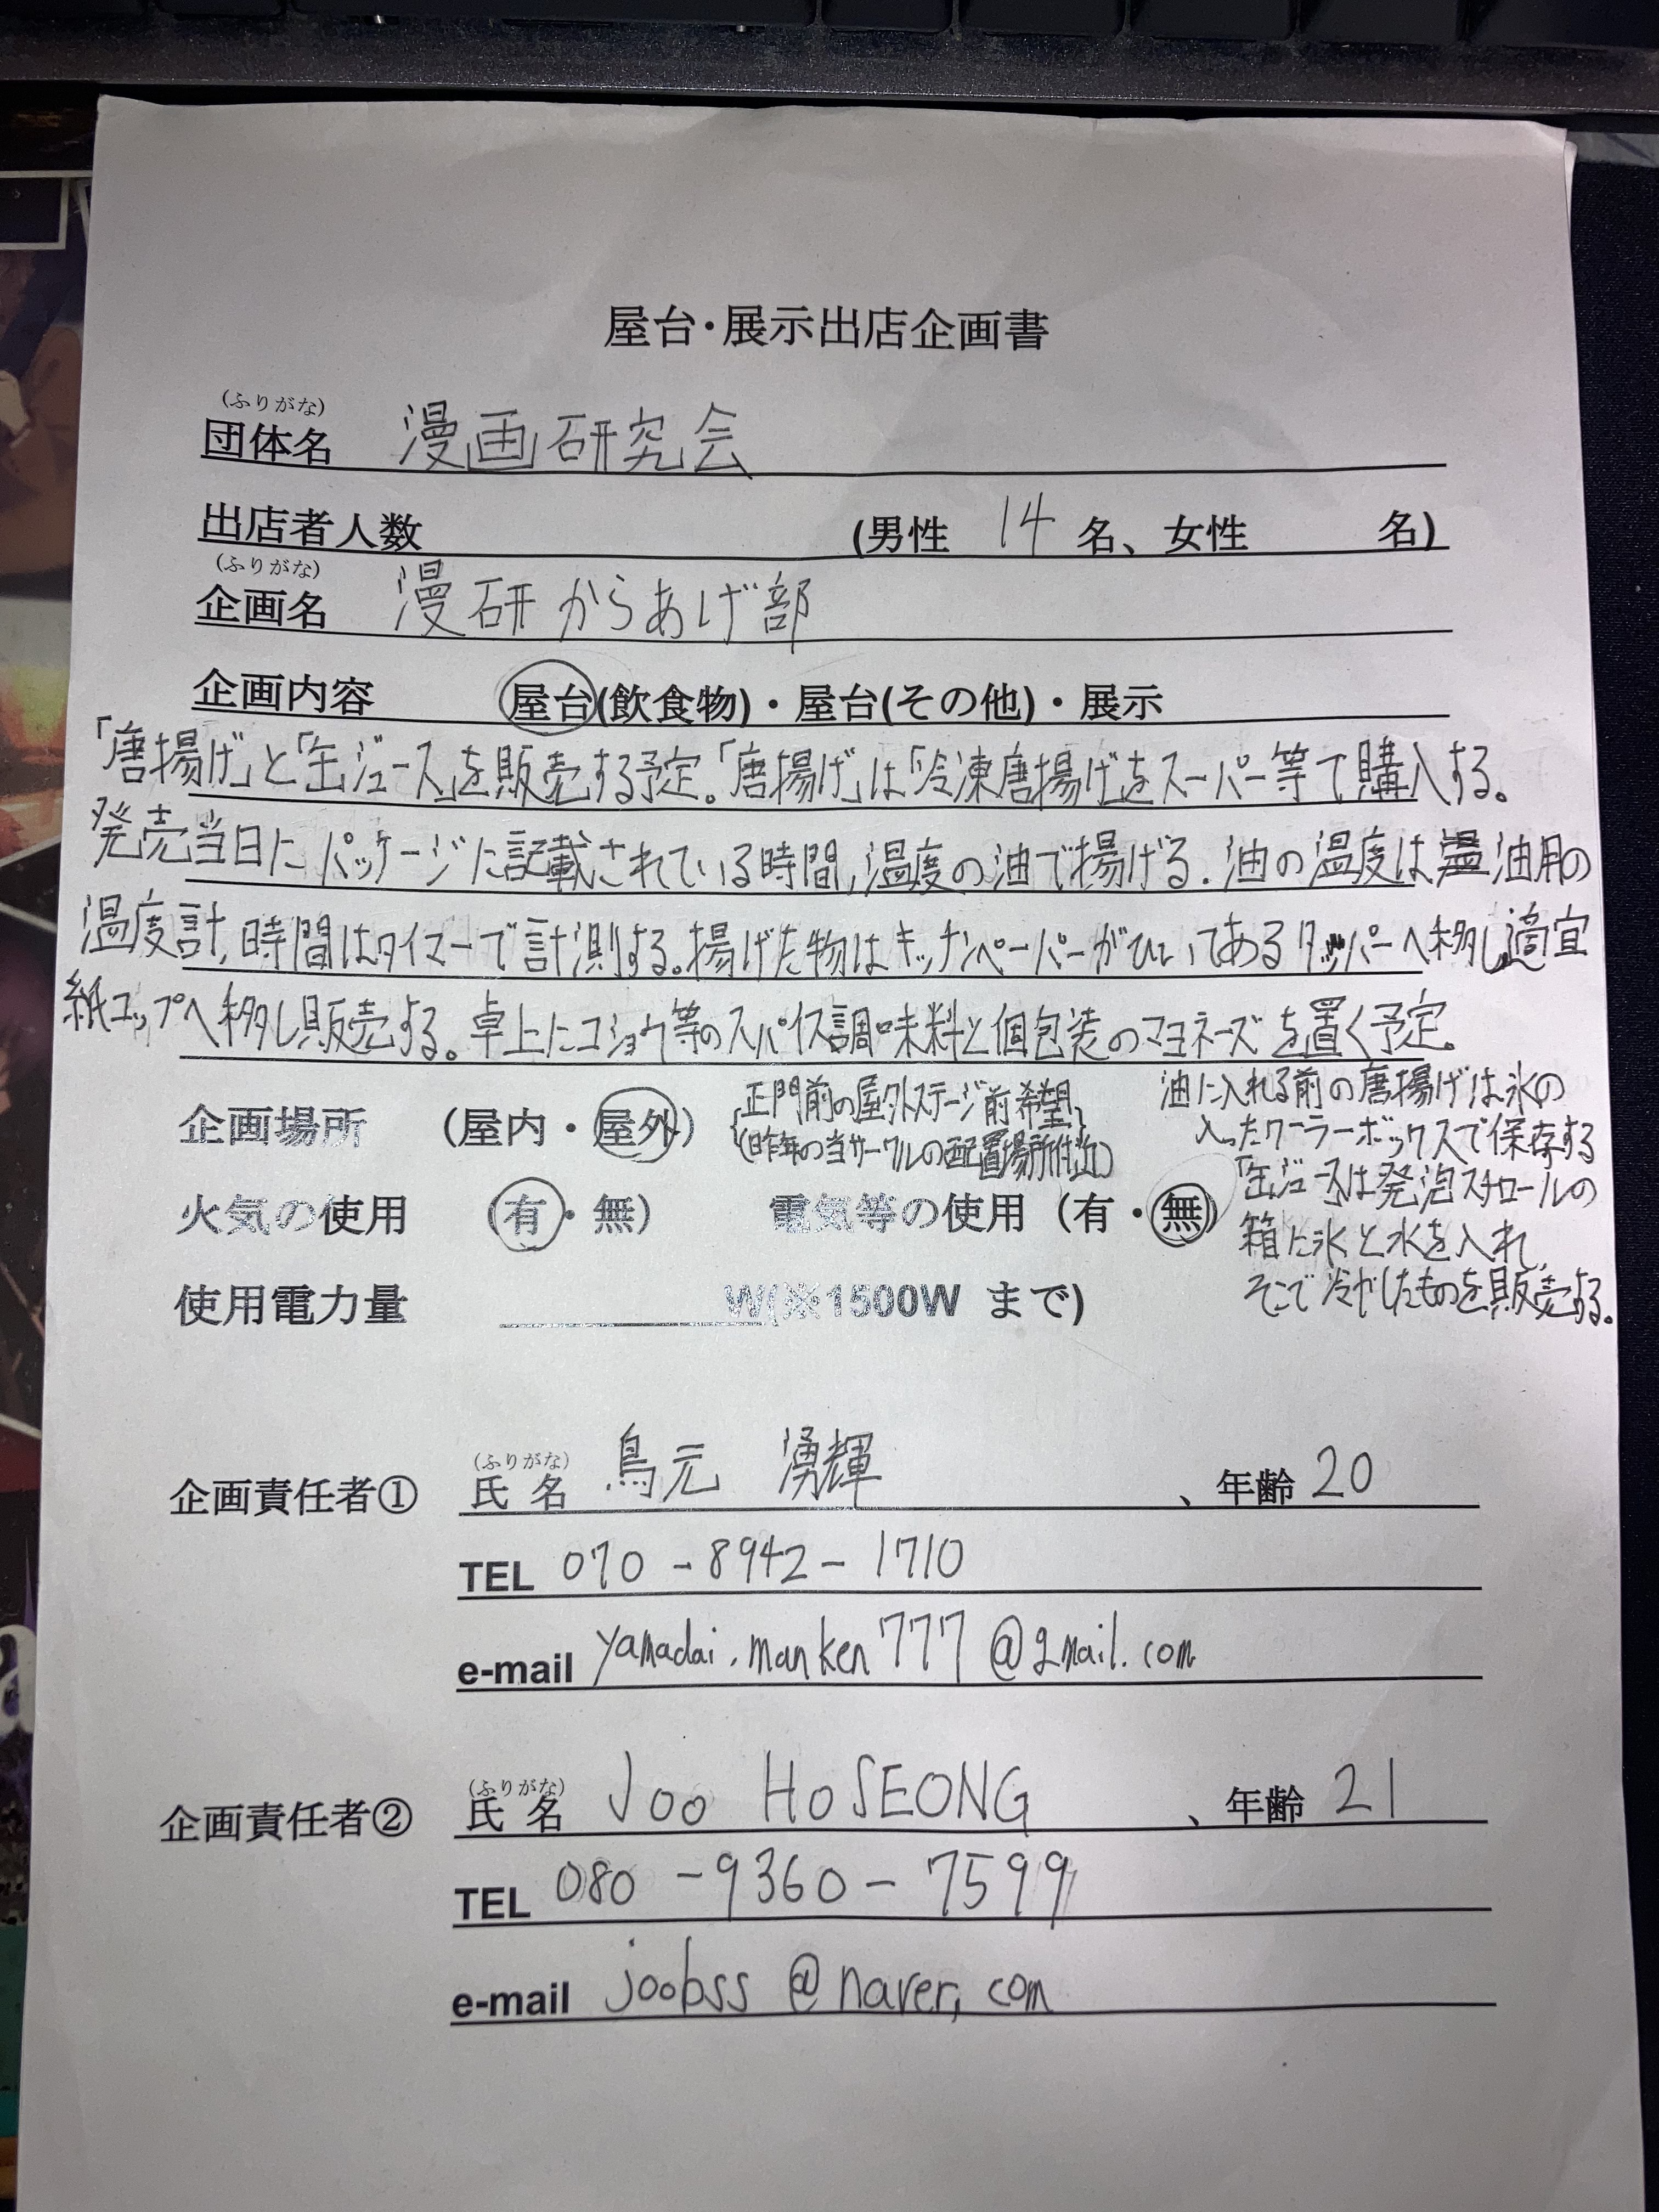 屋台・展示出店企画書
(ふりがな)
団体名 漫画研究会
出店者人数 (男性 14 名、女性 名)
(ふりがな)
企画名 漫研からあげ部
企画内容 屋台(飲食物)・屋台(その他)・展示
「唐揚げ」と「缶ジュース」を販売する予定。「唐揚げ」は「冷凍唐揚げ」をスーパー等で購入する。
発売当日にパッケージに記載されている時間,温度の油で揚げる.油の温度は油用の
温度計,時間はタイマーで計測する。揚げた物はキッチンペーパーがひいてあるタッパーへ移し適宜
紙コップへ移し販売する。卓上にコショウ等のスパイス調味料と個包装のマヨネーズを置く予定。
油に入れる前の唐揚げは氷の
入ったクーラーボックスで保存する
「缶ジュース」は発泡スチロールの
箱に氷と水を入れ,
そこで冷やしたものを販売する。
企画場所 (屋内・屋外)
正門前の屋外ステージ前希望
(昨年の当サークルの配置場所付近)
火気の使用 (有・無) 電気等の使用 (有・無)
使用電力量 W(※1500W まで)
企画責任者① (ふりがな) 氏名 鳥元 湧輝 、年齢 20
TEL 070-8942-1710
e-mail yamadai.manken777@gmail.com
企画責任者② (ふりがな) 氏名 Joo HoSEONG 、年齢 21
TEL 080-9360-7599
e-mail joobss@naver.com